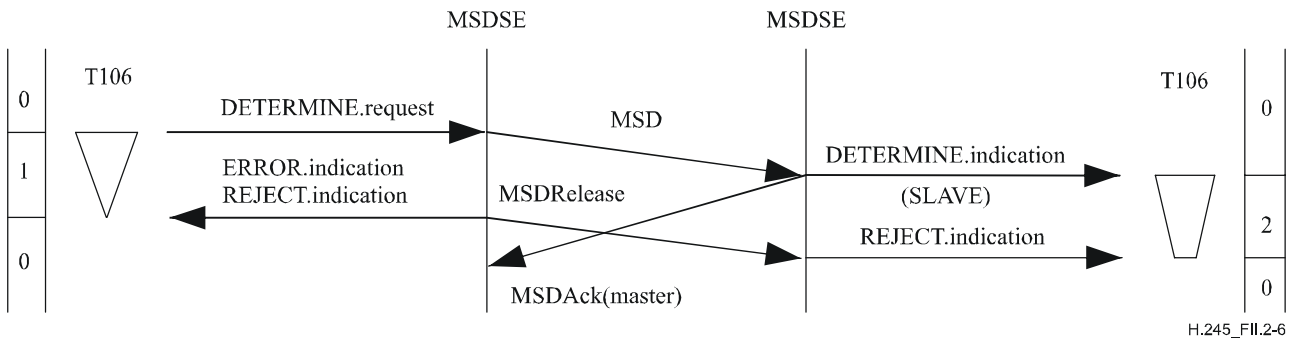 MSDSE MSDSE
T106 T106
0 0
DETERMINE.request MSD
DETERMINE.indication
1 ERROR.indication
REJECT.indication MSDRelease (SLAVE)
REJECT.indication 2
0 MSDAck(master) 0
H.245_FII.2-6